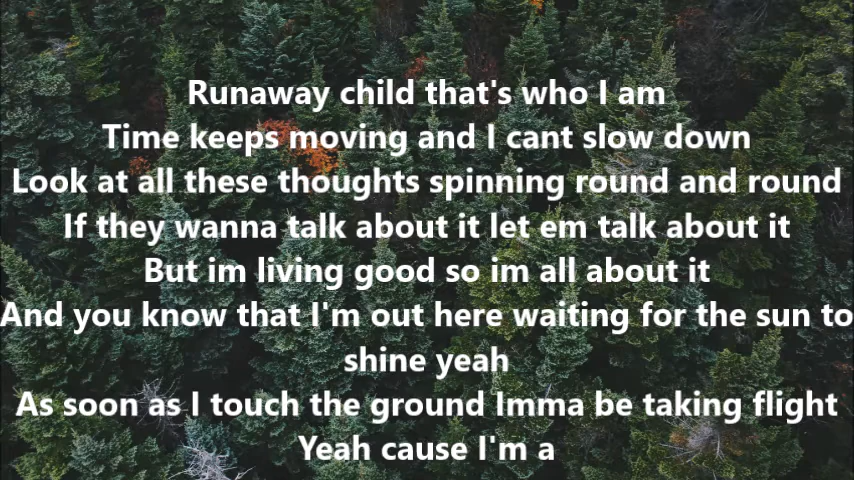 Runaway child that's who I am
Time keeps moving and I cant slow down
Look at all these thoughts spinning round and round
If they wanna talk about it let em talk about it
But im living good so im all about it
And you know that I'm out here waiting for the sun to
shine yeah
As soon as I touch the ground Imma be taking flight
Yeah cause I'm a